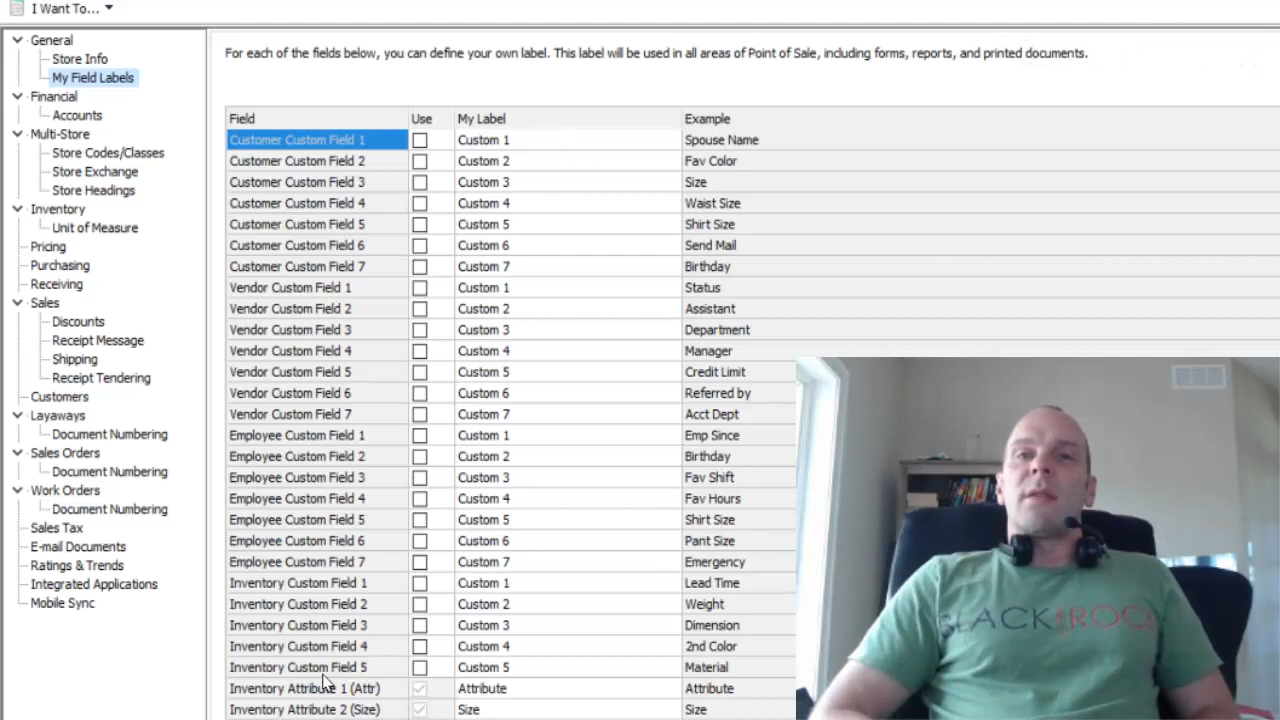 I Want To...
General
Store Info
My Field Labels
Financial
Accounts
Multi-Store
Store Codes/Classes
Store Exchange
Store Headings
Inventory
Unit of Measure
Pricing
Purchasing
Receiving
Sales
Discounts
Receipt Message
Shipping
Receipt Tendering
Customers
Layaways
Document Numbering
Sales Orders
Document Numbering
Work Orders
Document Numbering
Sales Tax
E-mail Documents
Ratings & Trends
Integrated Applications
Mobile Sync
For each of the fields below, you can define your own label. This label will be used in all areas of Point of Sale, including forms, reports, and printed documents.
Field Use My Label Example
Customer Custom Field 1 Custom 1 Spouse Name
Customer Custom Field 2 Custom 2 Fav Color
Customer Custom Field 3 Custom 3 Size
Customer Custom Field 4 Custom 4 Waist Size
Customer Custom Field 5 Custom 5 Shirt Size
Customer Custom Field 6 Custom 6 Send Mail
Customer Custom Field 7 Custom 7 Birthday
Vendor Custom Field 1 Custom 1 Status
Vendor Custom Field 2 Custom 2 Assistant
Vendor Custom Field 3 Custom 3 Department
Vendor Custom Field 4 Custom 4 Manager
Vendor Custom Field 5 Custom 5 Credit Limit
Vendor Custom Field 6 Custom 6 Referred by
Vendor Custom Field 7 Custom 7 Acct Dept
Employee Custom Field 1 Custom 1 Emp Since
Employee Custom Field 2 Custom 2 Birthday
Employee Custom Field 3 Custom 3 Fav Shift
Employee Custom Field 4 Custom 4 Fav Hours
Employee Custom Field 5 Custom 5 Shirt Size
Employee Custom Field 6 Custom 6 Pant Size
Employee Custom Field 7 Custom 7 Emergency
Inventory Custom Field 1 Custom 1 Lead Time
Inventory Custom Field 2 Custom 2 Weight
Inventory Custom Field 3 Custom 3 Dimension
Inventory Custom Field 4 Custom 4 2nd Color
Inventory Custom Field 5 Custom 5 Material
Inventory Attribute 1 (Attr) Attribute Attribute
Inventory Attribute 2 (Size) Size Size